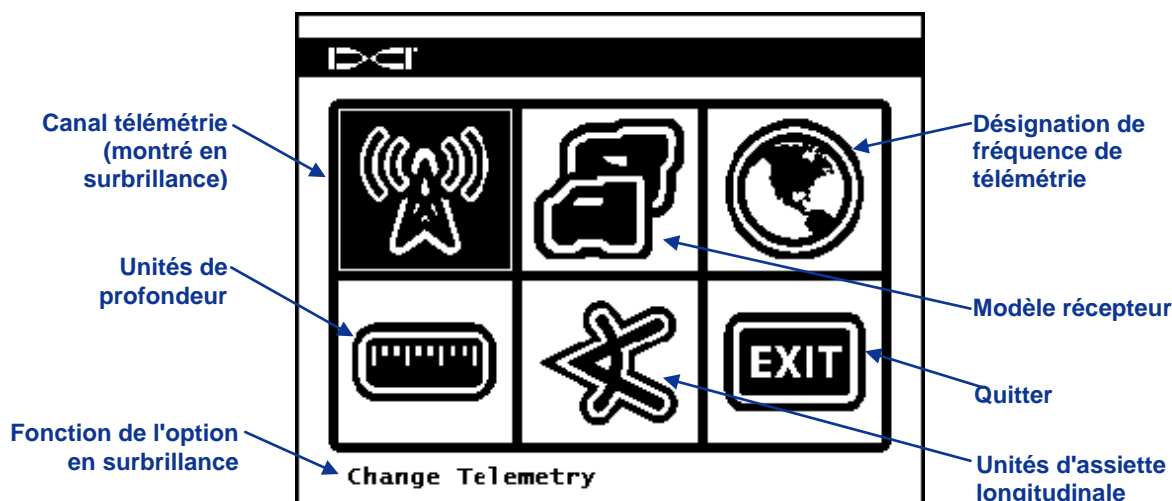 DCI
Canal télémétrie
(montré en
surbrillance)
Désignation de
fréquence de
télémétrie
Unités de
profondeur
Modèle récepteur
EXIT
Quitter
Fonction de l'option
en surbrillance
Change Telemetry
Unités d'assiette
longitudinale